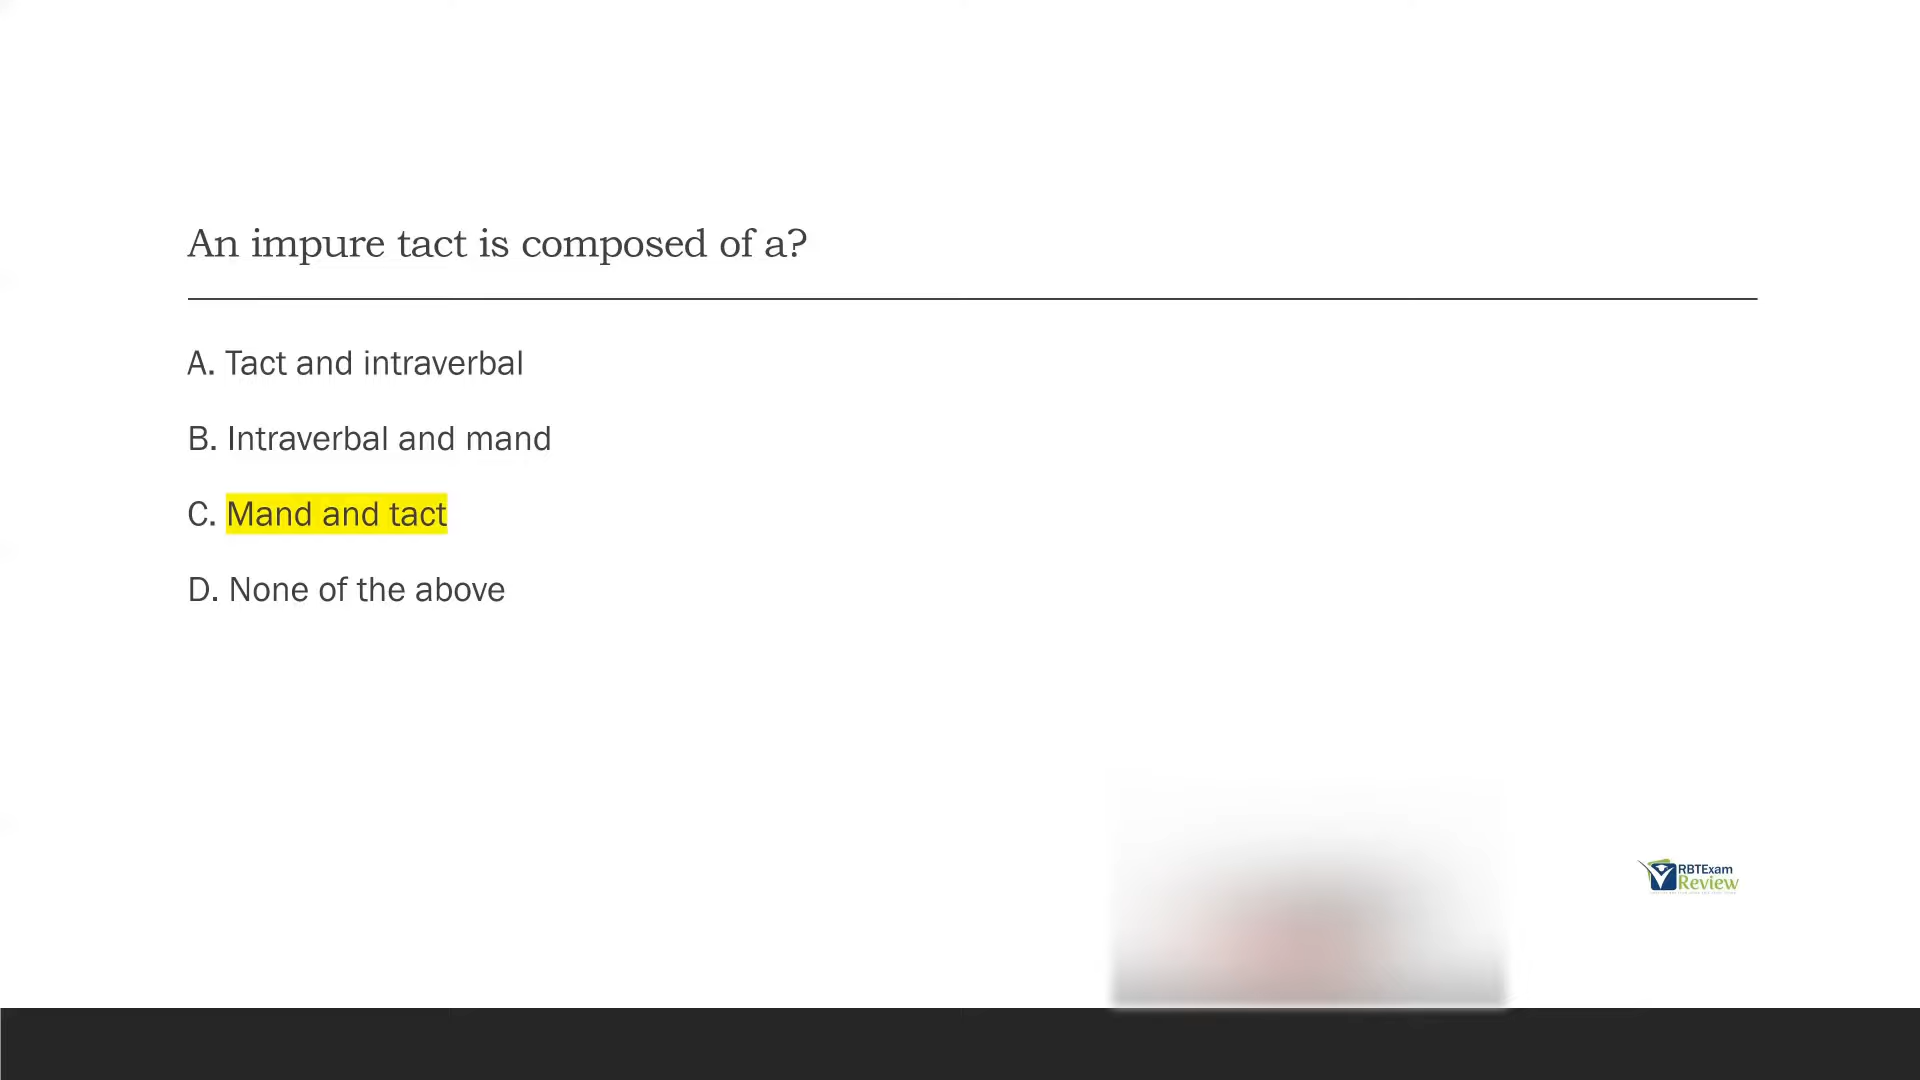 An impure tact is composed of a?
A. Tact and intraverbal
B. Intraverbal and mand
C. Mand and tact
D. None of the above
RBTExam
Review